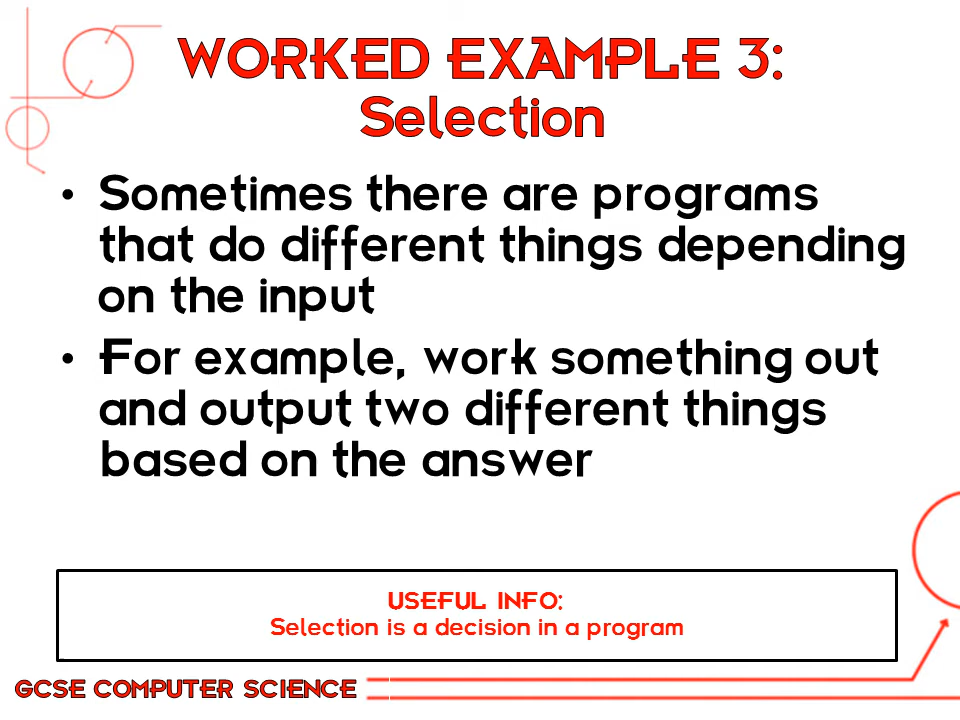 WORKED EXAMPLE 3:
Selection
• Sometimes there are programs
that do different things depending
on the input
• For example, work something out
and output two different things
based on the answer
USEFUL INFO:
Selection is a decision in a program
GCSE COMPUTER SCIENCE